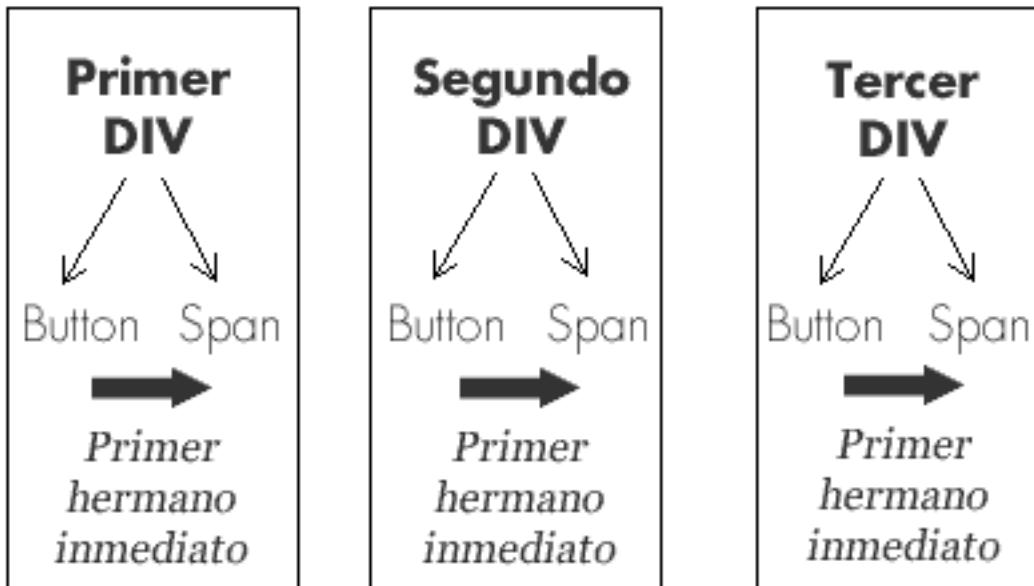 Primer
DIV
Button Span
Primer
hermano
inmediato
Segundo
DIV
Button Span
Primer
hermano
inmediato
Tercer
DIV
Button Span
Primer
hermano
inmediato